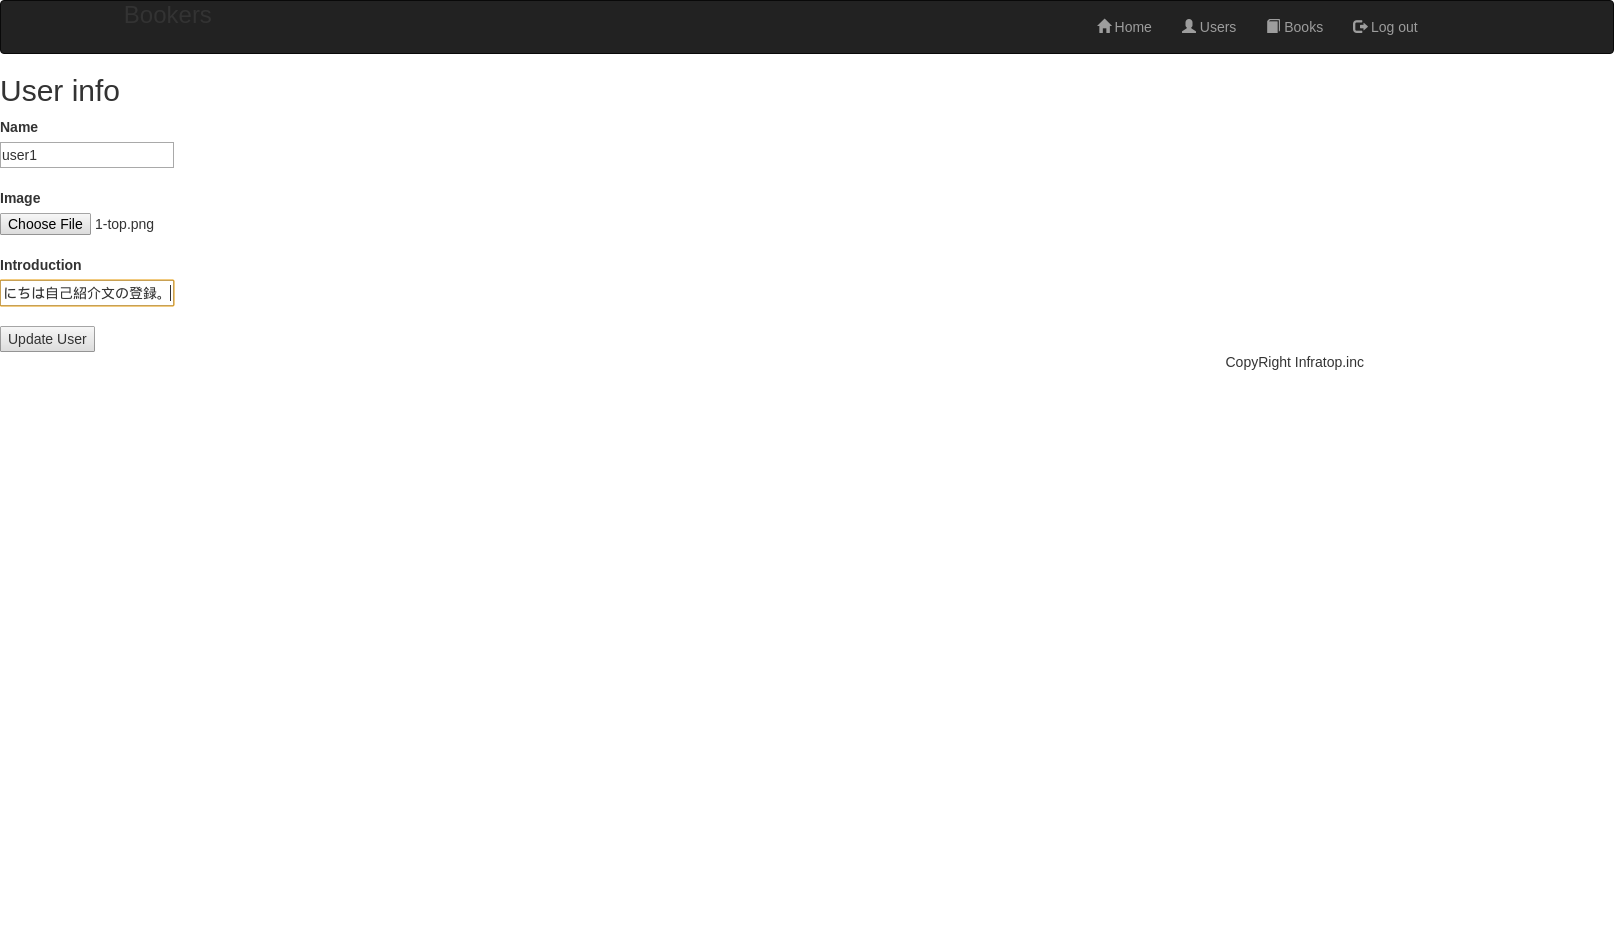 Bookers
Home Users Books Log out
User info
Name
user1
Image
Choose File 1-top.png
Introduction
にちは自己紹介文の登録。
Update User
CopyRight Infratop.inc